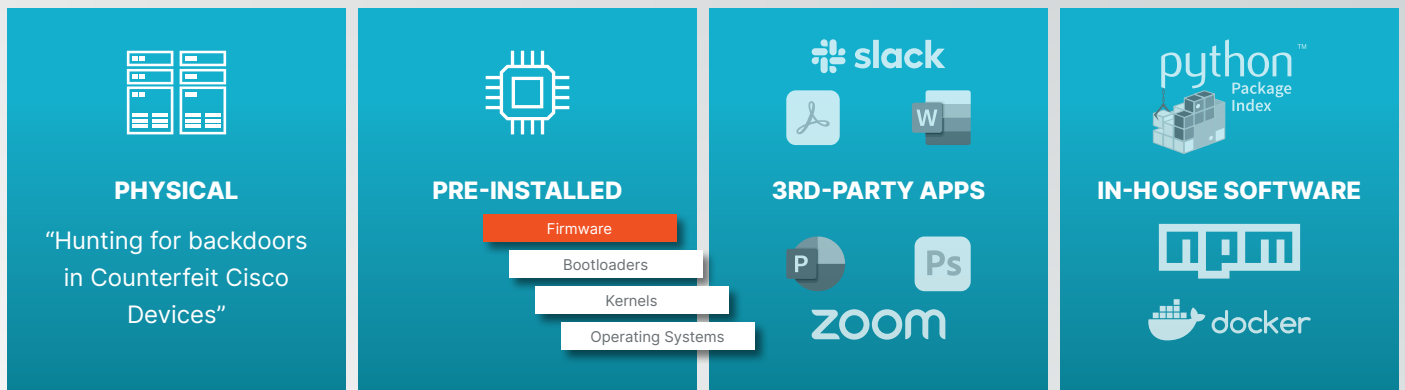 PHYSICAL
“Hunting for backdoors
in Counterfeit Cisco
Devices”
PRE-INSTALLED
Firmware
Bootloaders
Kernels
Operating Systems
slack
W
3RD-PARTY APPS
P
Ps
zoom
python™
Package
Index
IN-HOUSE SOFTWARE
npm
docker